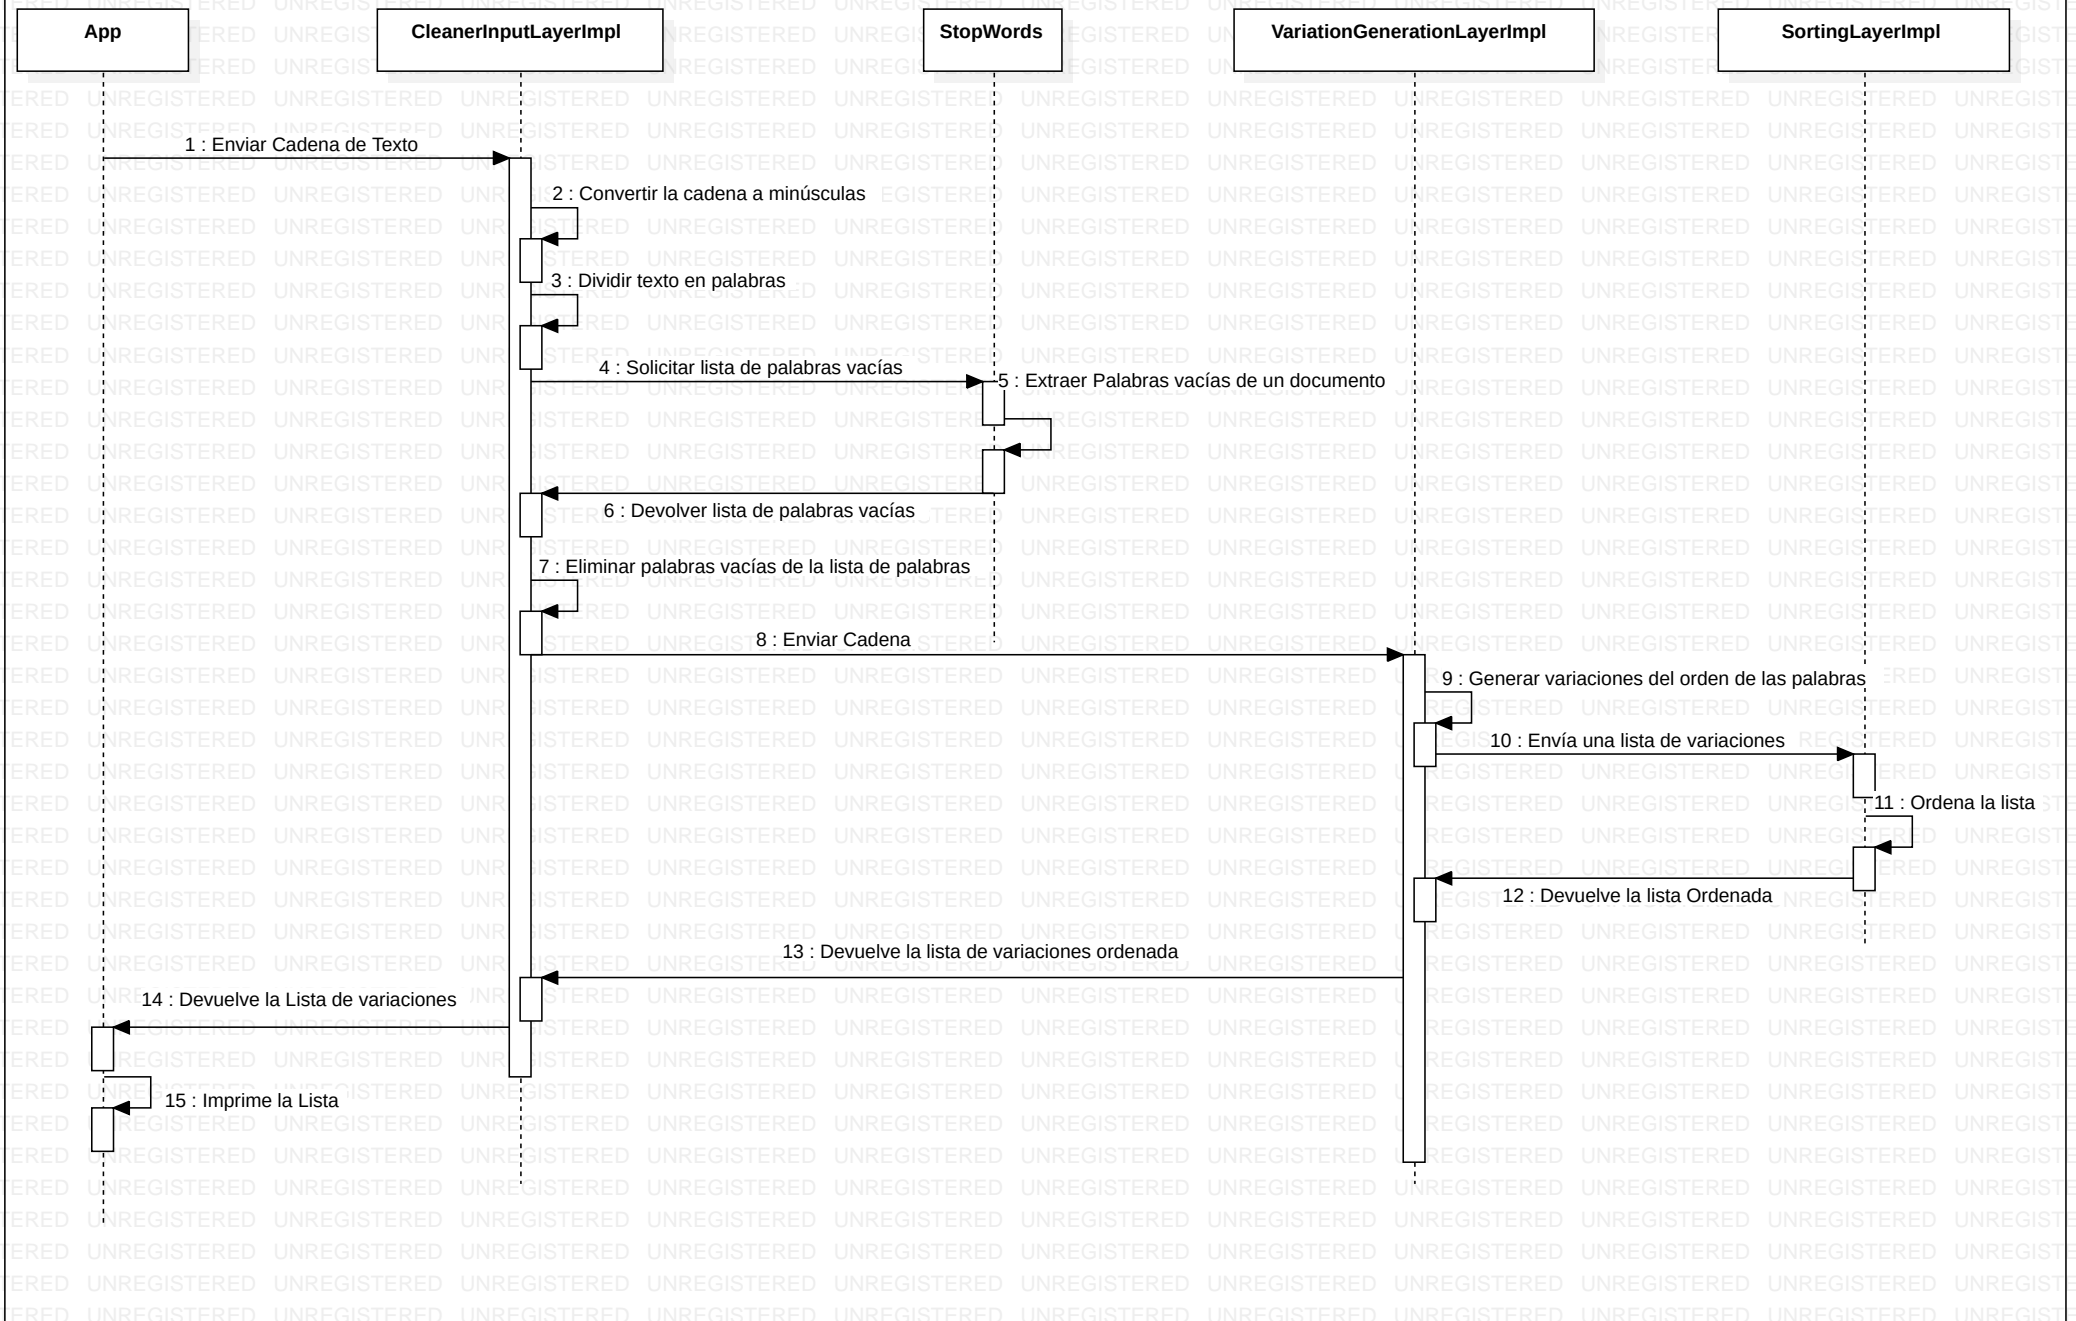 App
CleanerInputLayerImpl
StopWords
VariationGenerationLayerImpl
SortingLayerImpl
1 : Enviar Cadena de Texto
2 : Convertir la cadena a minúsculas
3 : Dividir texto en palabras
4 : Solicitar lista de palabras vacías
5 : Extraer Palabras vacías de un documento
6 : Devolver lista de palabras vacías
7 : Eliminar palabras vacías de la lista de palabras
8 : Enviar Cadena
9 : Generar variaciones del orden de las palabras
10 : Envía una lista de variaciones
11 : Ordena la lista
12 : Devuelve la lista Ordenada
13 : Devuelve la lista de variaciones ordenada
14 : Devuelve la Lista de variaciones
15 : Imprime la Lista
UNREGISTERED